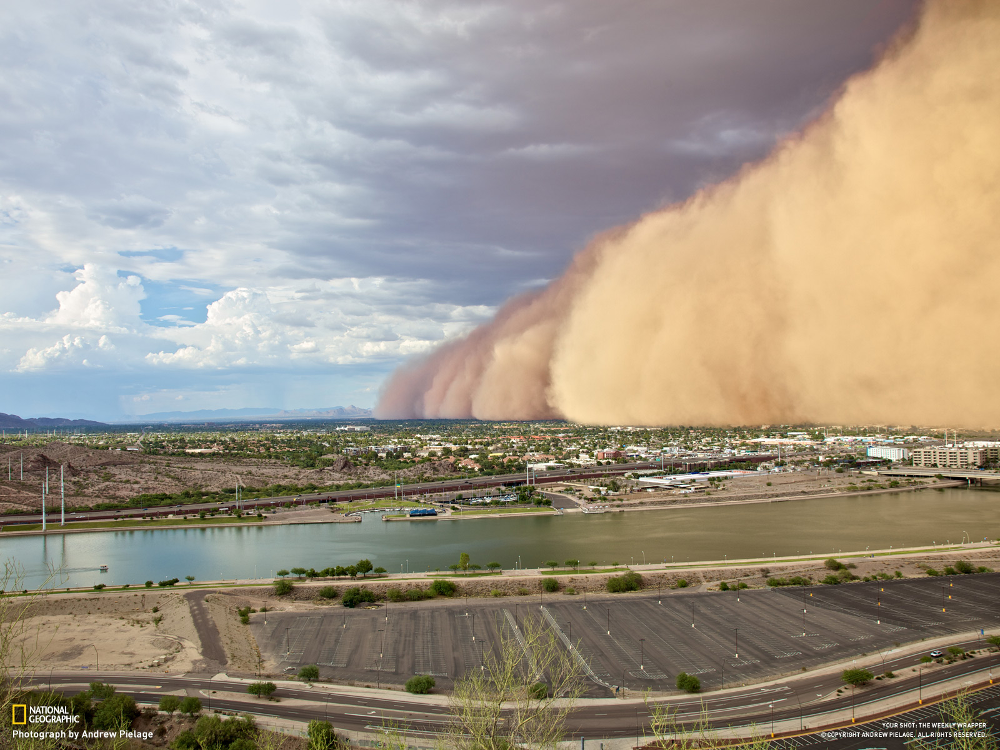 NATIONAL
GEOGRAPHIC
Photograph by Andrew Pielage
YOUR SHOT: THE WEEKLY WRAPPER
© COPYRIGHT ANDREW PIELAGE. ALL RIGHTS RESERVED.